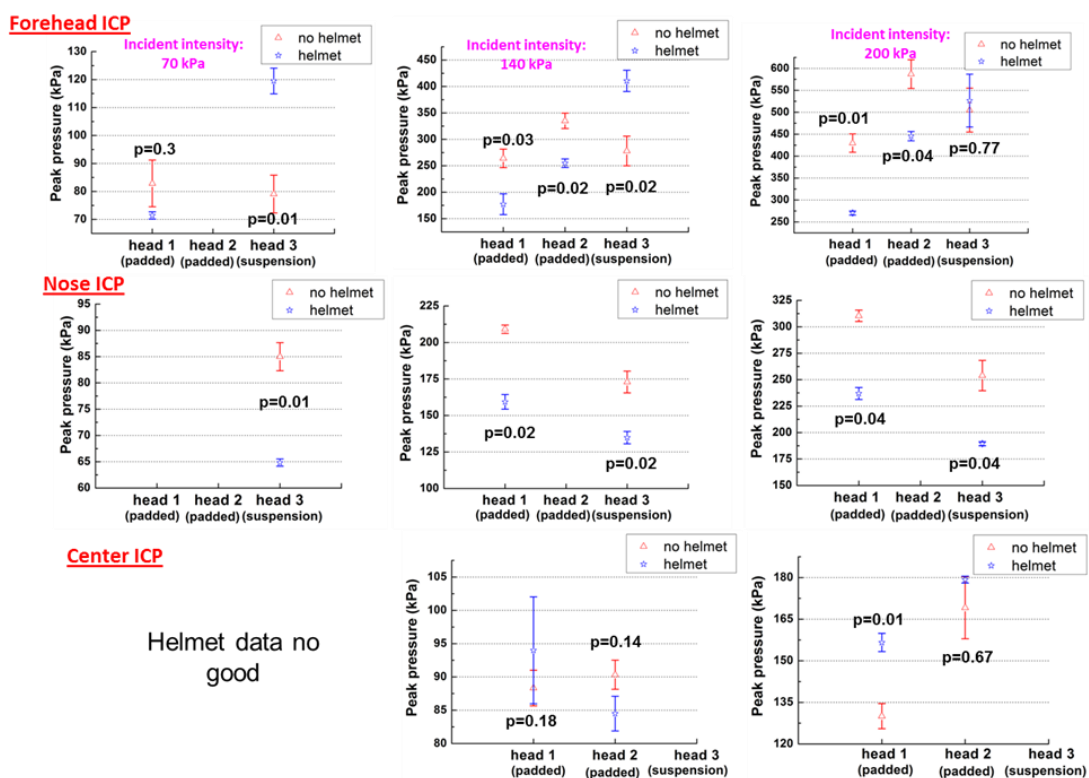 Forehead ICP
Incident intensity:
70 kPa
no helmet
helmet
Peak pressure (kPa)
130
120
110
100
90
80
70
p=0.3
p=0.01
head 1 head 2 head 3
(padded) (padded) (suspension)
Incident intensity:
140 kPa
no helmet
helmet
Peak pressure (kPa)
450
400
350
300
250
200
150
p=0.03
p=0.02
p=0.02
head 1 head 2 head 3
(padded) (padded) (suspension)
Incident intensity:
200 kPa
no helmet
helmet
Peak pressure (kPa)
600
550
500
450
400
350
300
250
p=0.01
p=0.04
p=0.77
head 1 head 2 head 3
(padded) (padded) (suspension)
Nose ICP
no helmet
helmet
Peak pressure (kPa)
95
90
85
80
75
70
65
60
p=0.01
head 1 head 2 head 3
(padded) (padded) (suspension)
no helmet
helmet
Peak pressure (kPa)
225
200
175
150
125
100
p=0.02
p=0.02
head 1 head 2 head 3
(padded) (padded) (suspension)
no helmet
helmet
Peak pressure (kPa)
325
300
275
250
225
200
175
150
p=0.04
p=0.04
head 1 head 2 head 3
(padded) (padded) (suspension)
Center ICP
Helmet data no
good
no helmet
helmet
Peak pressure (kPa)
105
100
95
90
85
80
p=0.14
p=0.18
head 1 head 2 head 3
(padded) (padded) (suspension)
no helmet
helmet
Peak pressure (kPa)
180
165
150
135
120
p=0.01
p=0.67
head 1 head 2 head 3
(padded) (padded) (suspension)